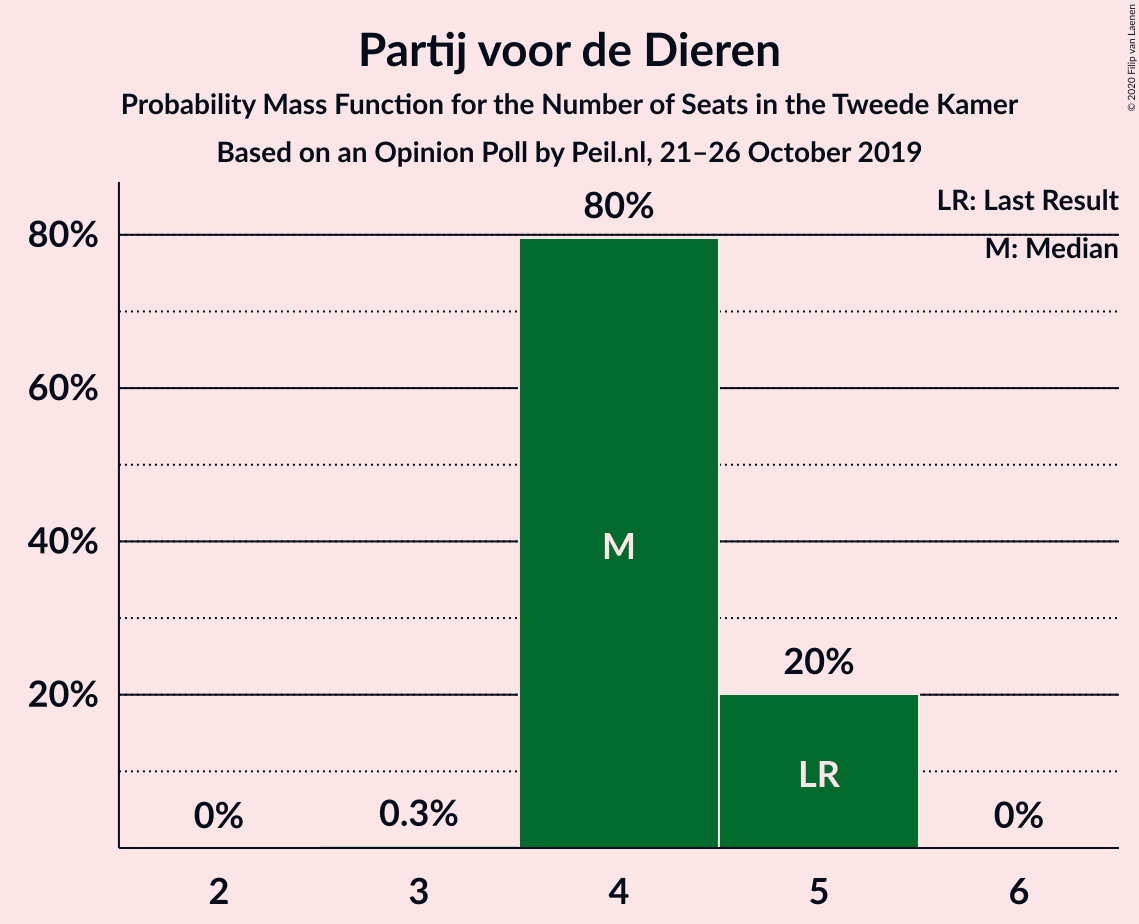 Partij voor de Dieren
Probability Mass Function for the Number of Seats in the Tweede Kamer
Based on an Opinion Poll by Peil.nl, 21–26 October 2019
© 2020 Filip van Laenen
LR: Last Result
M: Median
80%
60%
40%
20%
0%
0.3%
80%
M
20%
LR
0%
2
3
4
5
6